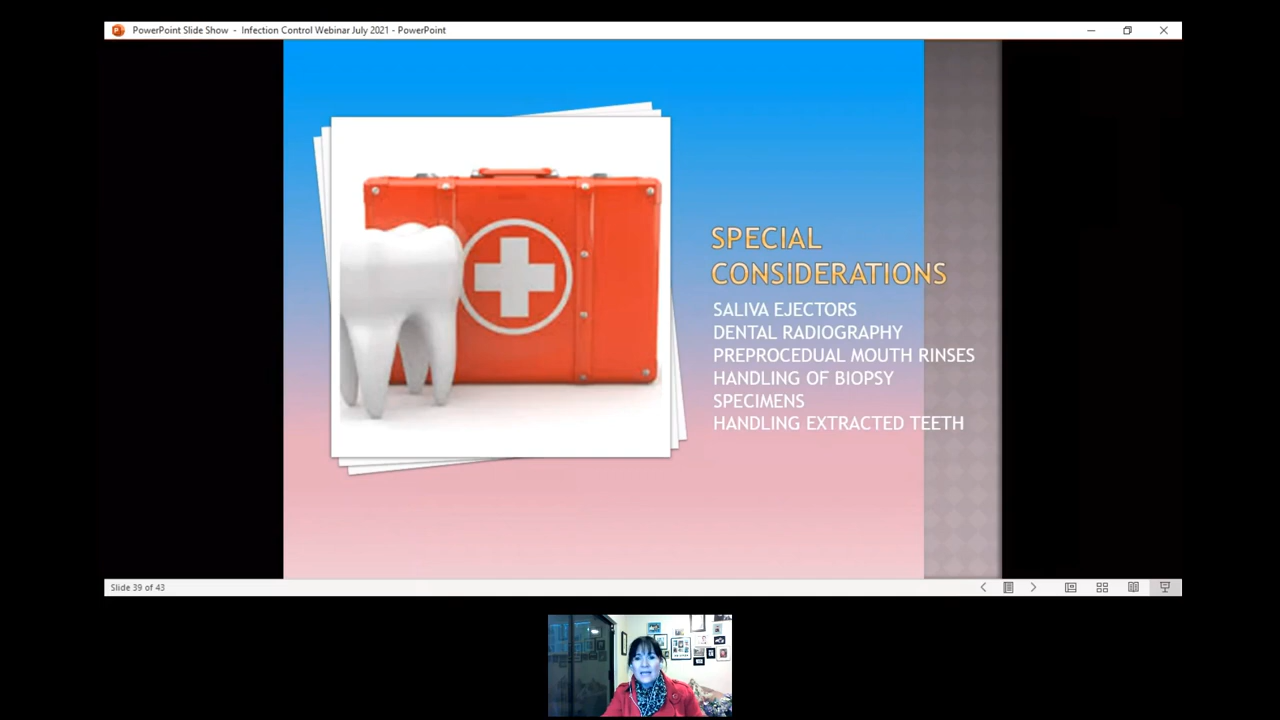 PowerPoint Slide Show - Infection Control Webinar July 2021 - PowerPoint
SPECIAL
CONSIDERATIONS
SALIVA EJECTORS
DENTAL RADIOGRAPHY
PREPROCEDUAL MOUTH RINSES
HANDLING OF BIOPSY
SPECIMENS
HANDLING EXTRACTED TEETH
Slide 39 of 43